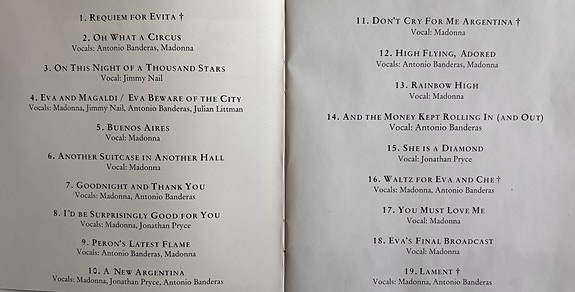 1. Requiem for Evita †
2. Oh What a Circus
Vocals: Antonio Banderas, Madonna
3. On This Night of a Thousand Stars
Vocal: Jimmy Nail
4. Eva and Magaldi / Eva Beware of the City
Vocals: Madonna, Jimmy Nail, Antonio Banderas, Julian Littman
5. Buenos Aires
Vocal: Madonna
6. Another Suitcase in Another Hall
Vocal: Madonna
7. Goodnight and Thank You
Vocals: Madonna, Antonio Banderas
8. I'd be Surprisingly Good for You
Vocals: Madonna, Jonathan Pryce
9. Peron's Latest Flame
Vocals: Antonio Banderas, Madonna
10. A New Argentina
Vocals: Madonna, Jonathan Pryce, Antonio Banderas
11. Don't Cry For Me Argentina †
Vocal: Madonna
12. High Flying, Adored
Vocals: Antonio Banderas, Madonna
13. Rainbow High
Vocal: Madonna
14. And the Money Kept Rolling In (and Out)
Vocal: Antonio Banderas
15. She is a Diamond
Vocal: Jonathan Pryce
16. Waltz for Eva and Che †
Vocals: Madonna, Antonio Banderas
17. You Must Love Me
Vocal: Madonna
18. Eva's Final Broadcast
Vocal: Madonna
19. Lament †
Vocals: Madonna, Antonio Banderas